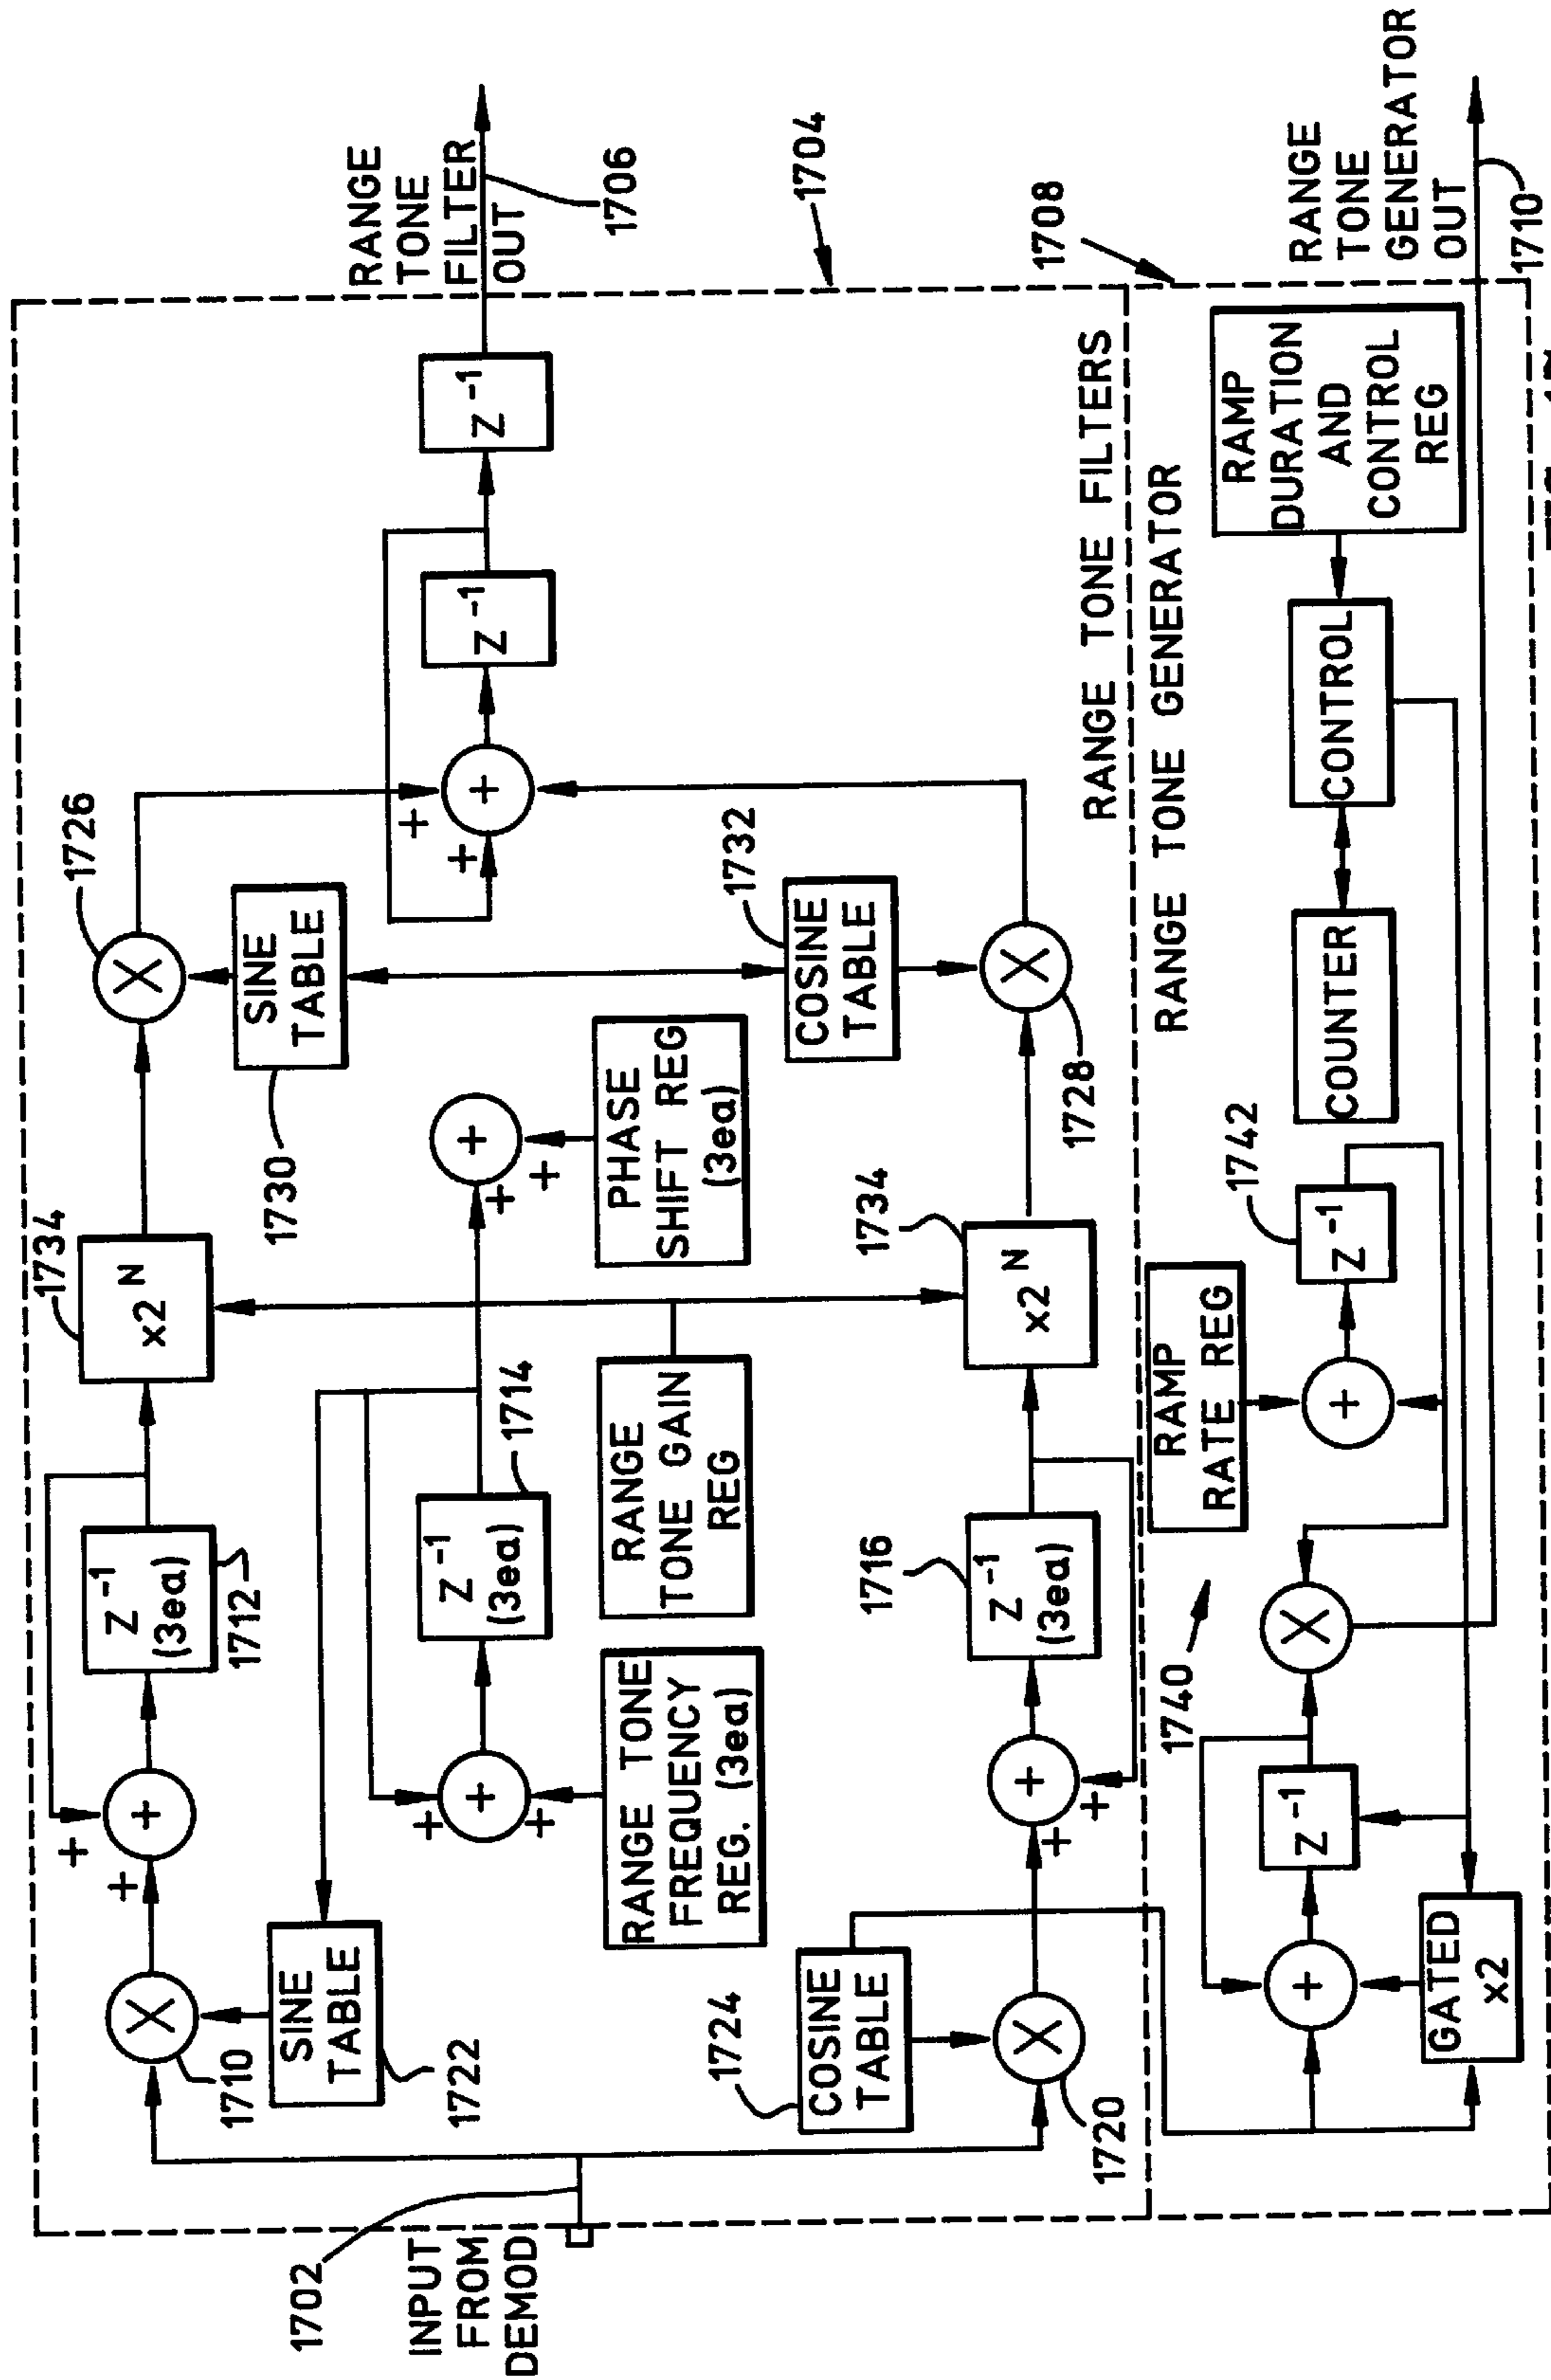 INPUT
FROM
DEMOD
1702
1710
+
+
+
Z⁻¹
(3ea)
1712
1734
x2ᴺ
1726
SINE
TABLE
1722
SINE
TABLE
1730
RANGE
TONE
FILTER
OUT
1706
+
+
+
Z⁻¹
(3ea)
1714
+
+
+
+
+
+
Z⁻¹
Z⁻¹
RANGE TONE
FREQUENCY
REG. (3ea)
RANGE
TONE GAIN
REG
PHASE
SHIFT REG
(3ea)
1704
1724
COSINE
TABLE
1720
+
+
+
1716
Z⁻¹
(3ea)
1734
x2ᴺ
COSINE
TABLE
1732
1728
RANGE TONE FILTERS
RANGE TONE GENERATOR
1708
1740
RAMP
RATE REG
1742
+
Z⁻¹
+
Z⁻¹
GATED
x2
COUNTER
CONTROL
RAMP
DURATION
AND
CONTROL
REG
RANGE
TONE
GENERATOR
OUT
1710